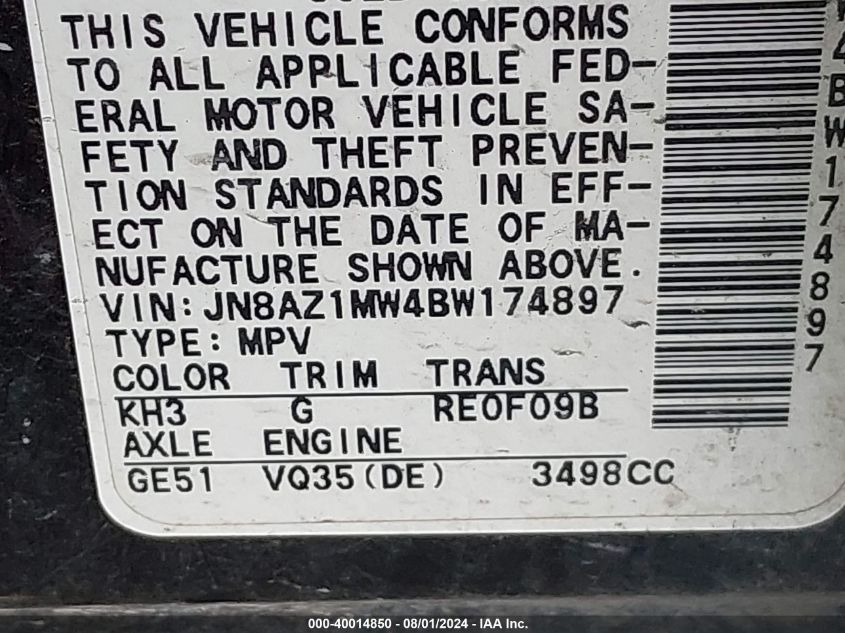 THIS VEHICLE CONFORMS
TO ALL APPLICABLE FED-
ERAL MOTOR VEHICLE SA-
FETY AND THEFT PREVEN-
TION STANDARDS IN EFF-
ECT ON THE DATE OF MA-
NUFACTURE SHOWN ABOVE.
VIN: JN8AZ1MW4BW174897
TYPE: MPV
COLOR TRIM TRANS
KH3 G RE0F09B
AXLE ENGINE
GE51 VQ35(DE) 3498CC
4BW174897
000-40014850 - 08/01/2024 - IAA Inc.